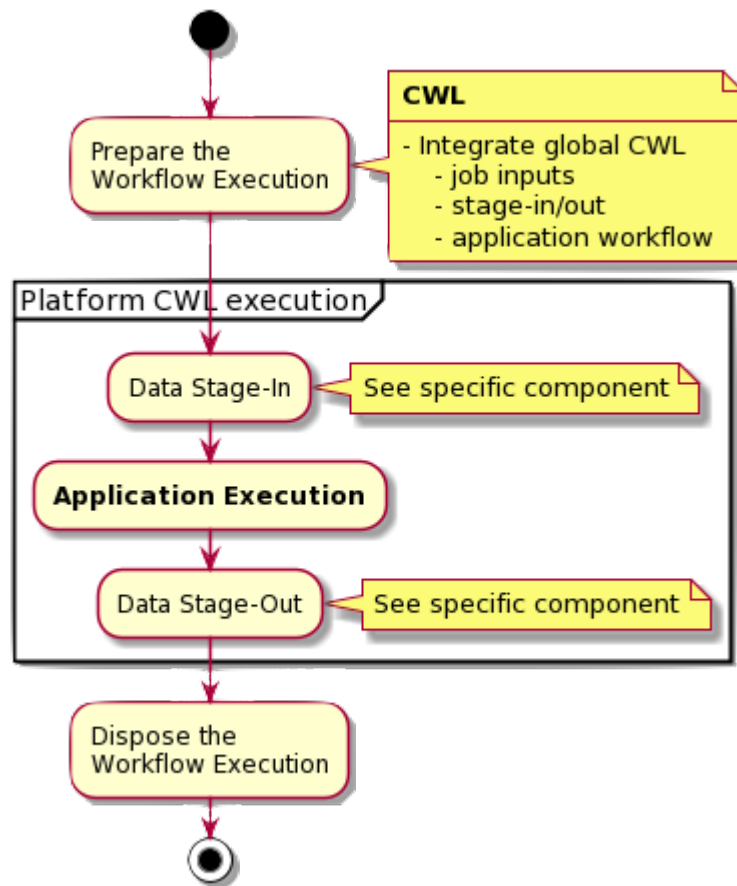 CWL
Prepare the
Workflow Execution
- Integrate global CWL
- job inputs
- stage-in/out
- application workflow
Platform CWL execution
Data Stage-In
See specific component
Application Execution
Data Stage-Out
See specific component
Dispose the
Workflow Execution